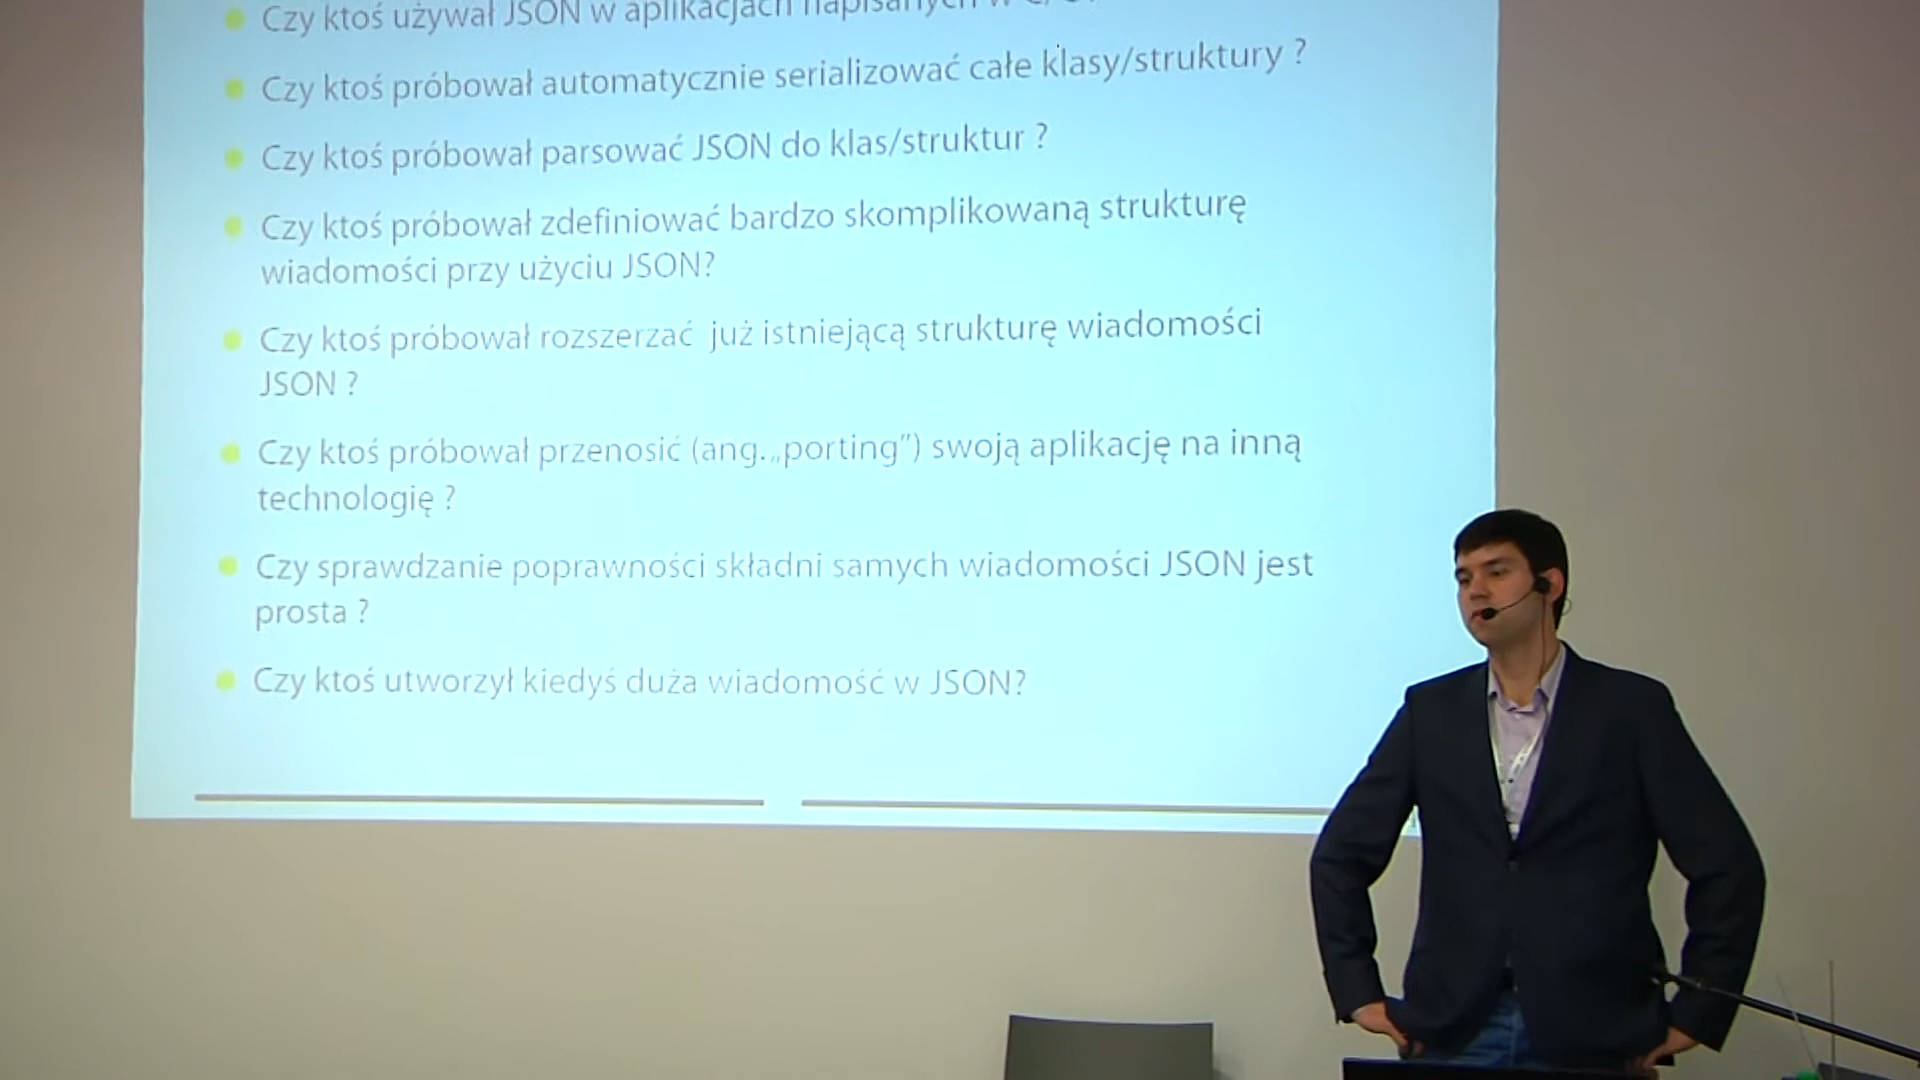 Czy ktoś używał JSON w aplikacjach napisanych w
Czy ktoś próbował automatycznie serializować całe klasy/struktury ?
Czy ktoś próbował parsować JSON do klas/struktur ?
Czy ktoś próbował zdefiniować bardzo skomplikowaną strukturę
wiadomości przy użyciu JSON?
Czy ktoś próbował rozszerzać już istniejącą strukturę wiadomości
JSON ?
Czy ktoś próbował przenosić (ang. „porting”) swoją aplikację na inną
technologię ?
Czy sprawdzanie poprawności składni samych wiadomości JSON jest
prosta ?
Czy ktoś utworzył kiedyś duża wiadomość w JSON?